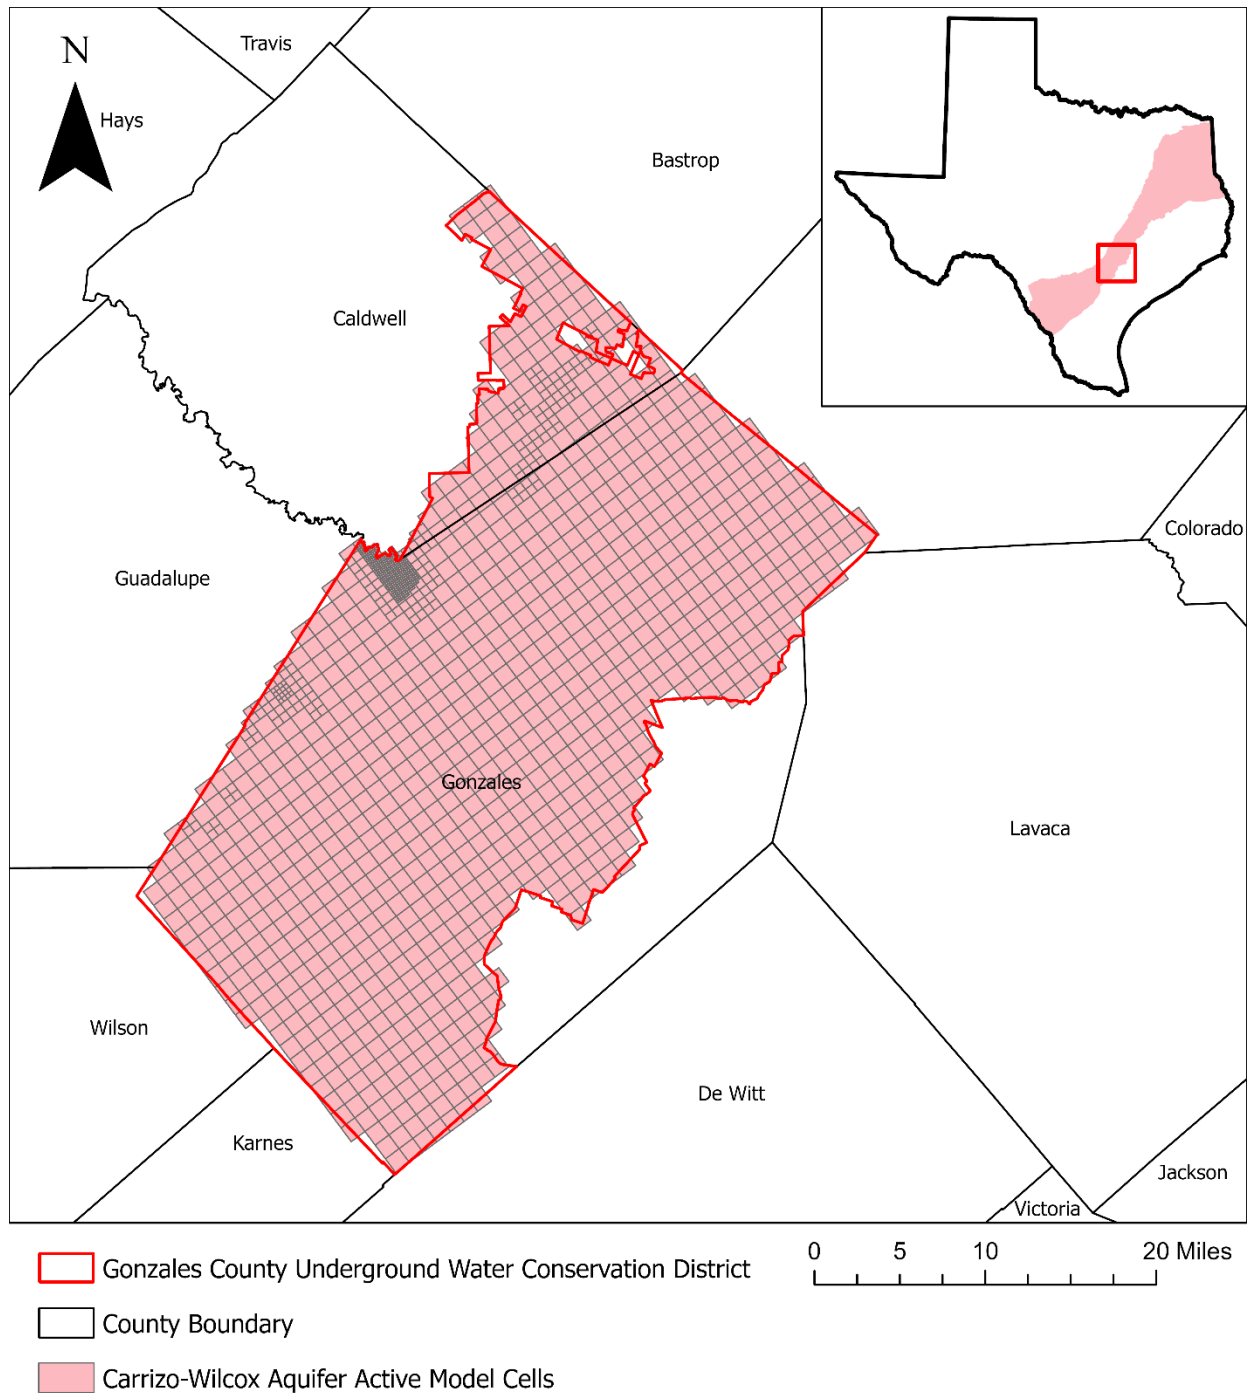 Travis
N
Hays
Bastrop
Caldwell
Colorado
Guadalupe
Gonzales
Lavaca
Wilson
De Witt
Karnes
Jackson
Victoria
0 5 10 20 Miles
Gonzales County Underground Water Conservation District
County Boundary
Carrizo-Wilcox Aquifer Active Model Cells